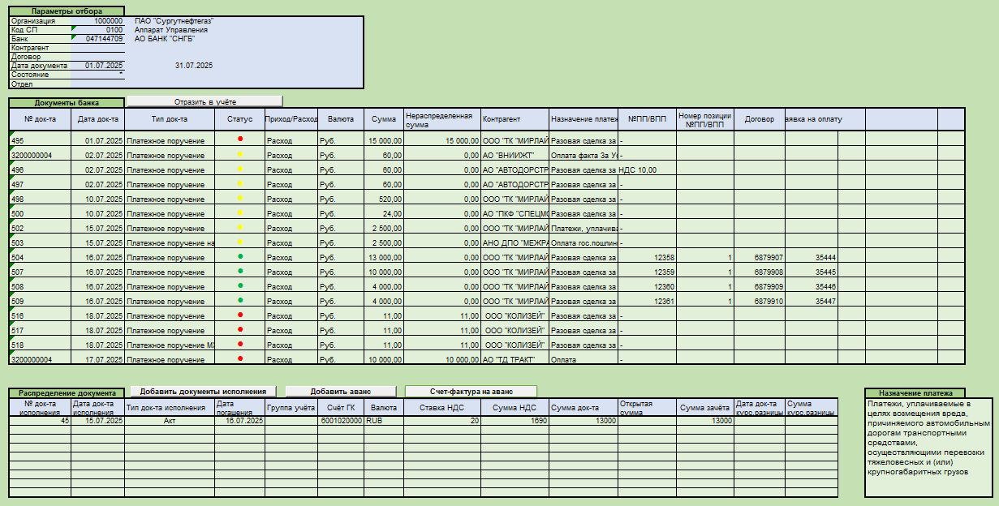 Параметры отбора
Организация 1000000 ПАО "Сургутнефтегаз"
Код СП 0100 Аппарат Управления
Банк 047144709 АО БАНК "СНГБ"
Контрагент
Договор
Дата документа 01.07.2025 31.07.2025
Состояние *
Отдел
Документы банка Отразить в учёте
№ док-та Дата док-та Тип док-та Статус Приход/Расход Валюта Сумма Нераспределенная сумма Контрагент Назначение платеж №ПП/ВПП Номер позиции №ПП/ВПП Договор аявка на оплату
495 01.07.2025 Платежное поручение Расход Руб. 15 000,00 15 000,00 ООО "ТК "МИРЛАЙ Разовая сделка за -
3200000004 02.07.2025 Платежное поручение Расход Руб. 60,00 0,00 АО "ВНИИЖТ" Оплата факта За Ус -
496 02.07.2025 Платежное поручение Расход Руб. 60,00 0,00 АО "АВТОДОРСТР Разовая сделка за НДС 10,00
497 02.07.2025 Платежное поручение Расход Руб. 60,00 0,00 АО "АВТОДОРСТР Разовая сделка за -
498 10.07.2025 Платежное поручение Расход Руб. 520,00 0,00 ООО "ТК "МИРЛАЙ Разовая сделка за -
500 10.07.2025 Платежное поручение Расход Руб. 24,00 0,00 АО "ПКФ "СПЕЦМО Разовая сделка за -
502 15.07.2025 Платежное поручение Расход Руб. 2 500,00 0,00 ООО "ТК "МИРЛАЙ Платежи, уплачива -
503 15.07.2025 Платежное поручение на Расход Руб. 2 500,00 0,00 АНО ДПО "МЕЖРА Оплата гос.пошлин -
504 16.07.2025 Платежное поручение Расход Руб. 13 000,00 0,00 ООО "ТК "МИРЛАЙ Разовая сделка за 12358 1 6879907 35444
507 16.07.2025 Платежное поручение Расход Руб. 10 000,00 0,00 ООО "ТК "МИРЛАЙ Разовая сделка за 12359 1 6879908 35445
508 16.07.2025 Платежное поручение Расход Руб. 4 000,00 0,00 ООО "ТК "МИРЛАЙ Разовая сделка за 12360 1 6879909 35446
509 16.07.2025 Платежное поручение Расход Руб. 4 000,00 0,00 ООО "ТК "МИРЛАЙ Разовая сделка за 12361 1 6879910 35447
516 18.07.2025 Платежное поручение Расход Руб. 11,00 11,00 ООО "КОЛИЗЕЙ" Разовая сделка за -
517 18.07.2025 Платежное поручение Расход Руб. 11,00 11,00 ООО "КОЛИЗЕЙ" Разовая сделка за -
518 18.07.2025 Платежное поручение МХ Расход Руб. 11,00 11,00 ООО "КОЛИЗЕЙ" Разовая сделка за -
3200000004 17.07.2025 Платежное поручение Расход Руб. 10 000,00 10 000,00 АО "ТД ТРАКТ" Оплата -
Распределение документа Добавить документы исполнения Добавить аванс Счет-фактура на аванс
№ док-та исполнения Дата док-та исполнения Тип док-та исполнения Дата погашения Группа учёта Счёт ГК Валюта Ставка НДС Сумма НДС Сумма док-та Открытая сумма Сумма зачёта Дата док-та курс.разницы Сумма курс.разницы
45 15.07.2025 Акт 16.07.2025 6001020000 RUB 20 1690 13000 13000
Назначение платежа
Платежи, уплачиваемые в
целях возмещения вреда,
причиняемого автомобильным
дорогам транспортными
средствами,
осуществляющими перевозки
тяжеловесных и (или)
крупногабаритных грузов